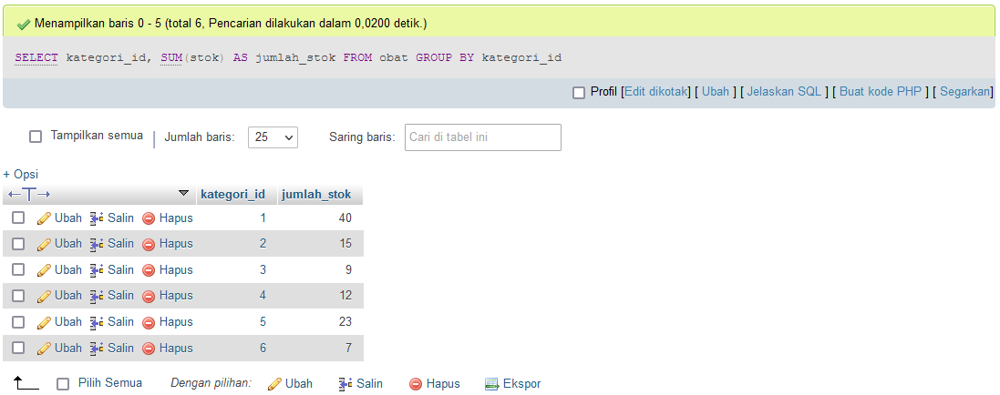 Menampilkan baris 0 - 5 (total 6, Pencarian dilakukan dalam 0,0200 detik.)
SELECT kategori_id, SUM(stok) AS jumlah_stok FROM obat GROUP BY kategori_id
Profil [Edit dikotak] [ Ubah ] [ Jelaskan SQL ] [ Buat kode PHP ] [ Segarkan]
Tampilkan semua | Jumlah baris: 25 Saring baris: Cari di tabel ini
+ Opsi
←T→ kategori_id jumlah_stok
Ubah Salin Hapus 1 40
Ubah Salin Hapus 2 15
Ubah Salin Hapus 3 9
Ubah Salin Hapus 4 12
Ubah Salin Hapus 5 23
Ubah Salin Hapus 6 7
Pilih Semua Dengan pilihan: Ubah Salin Hapus Ekspor